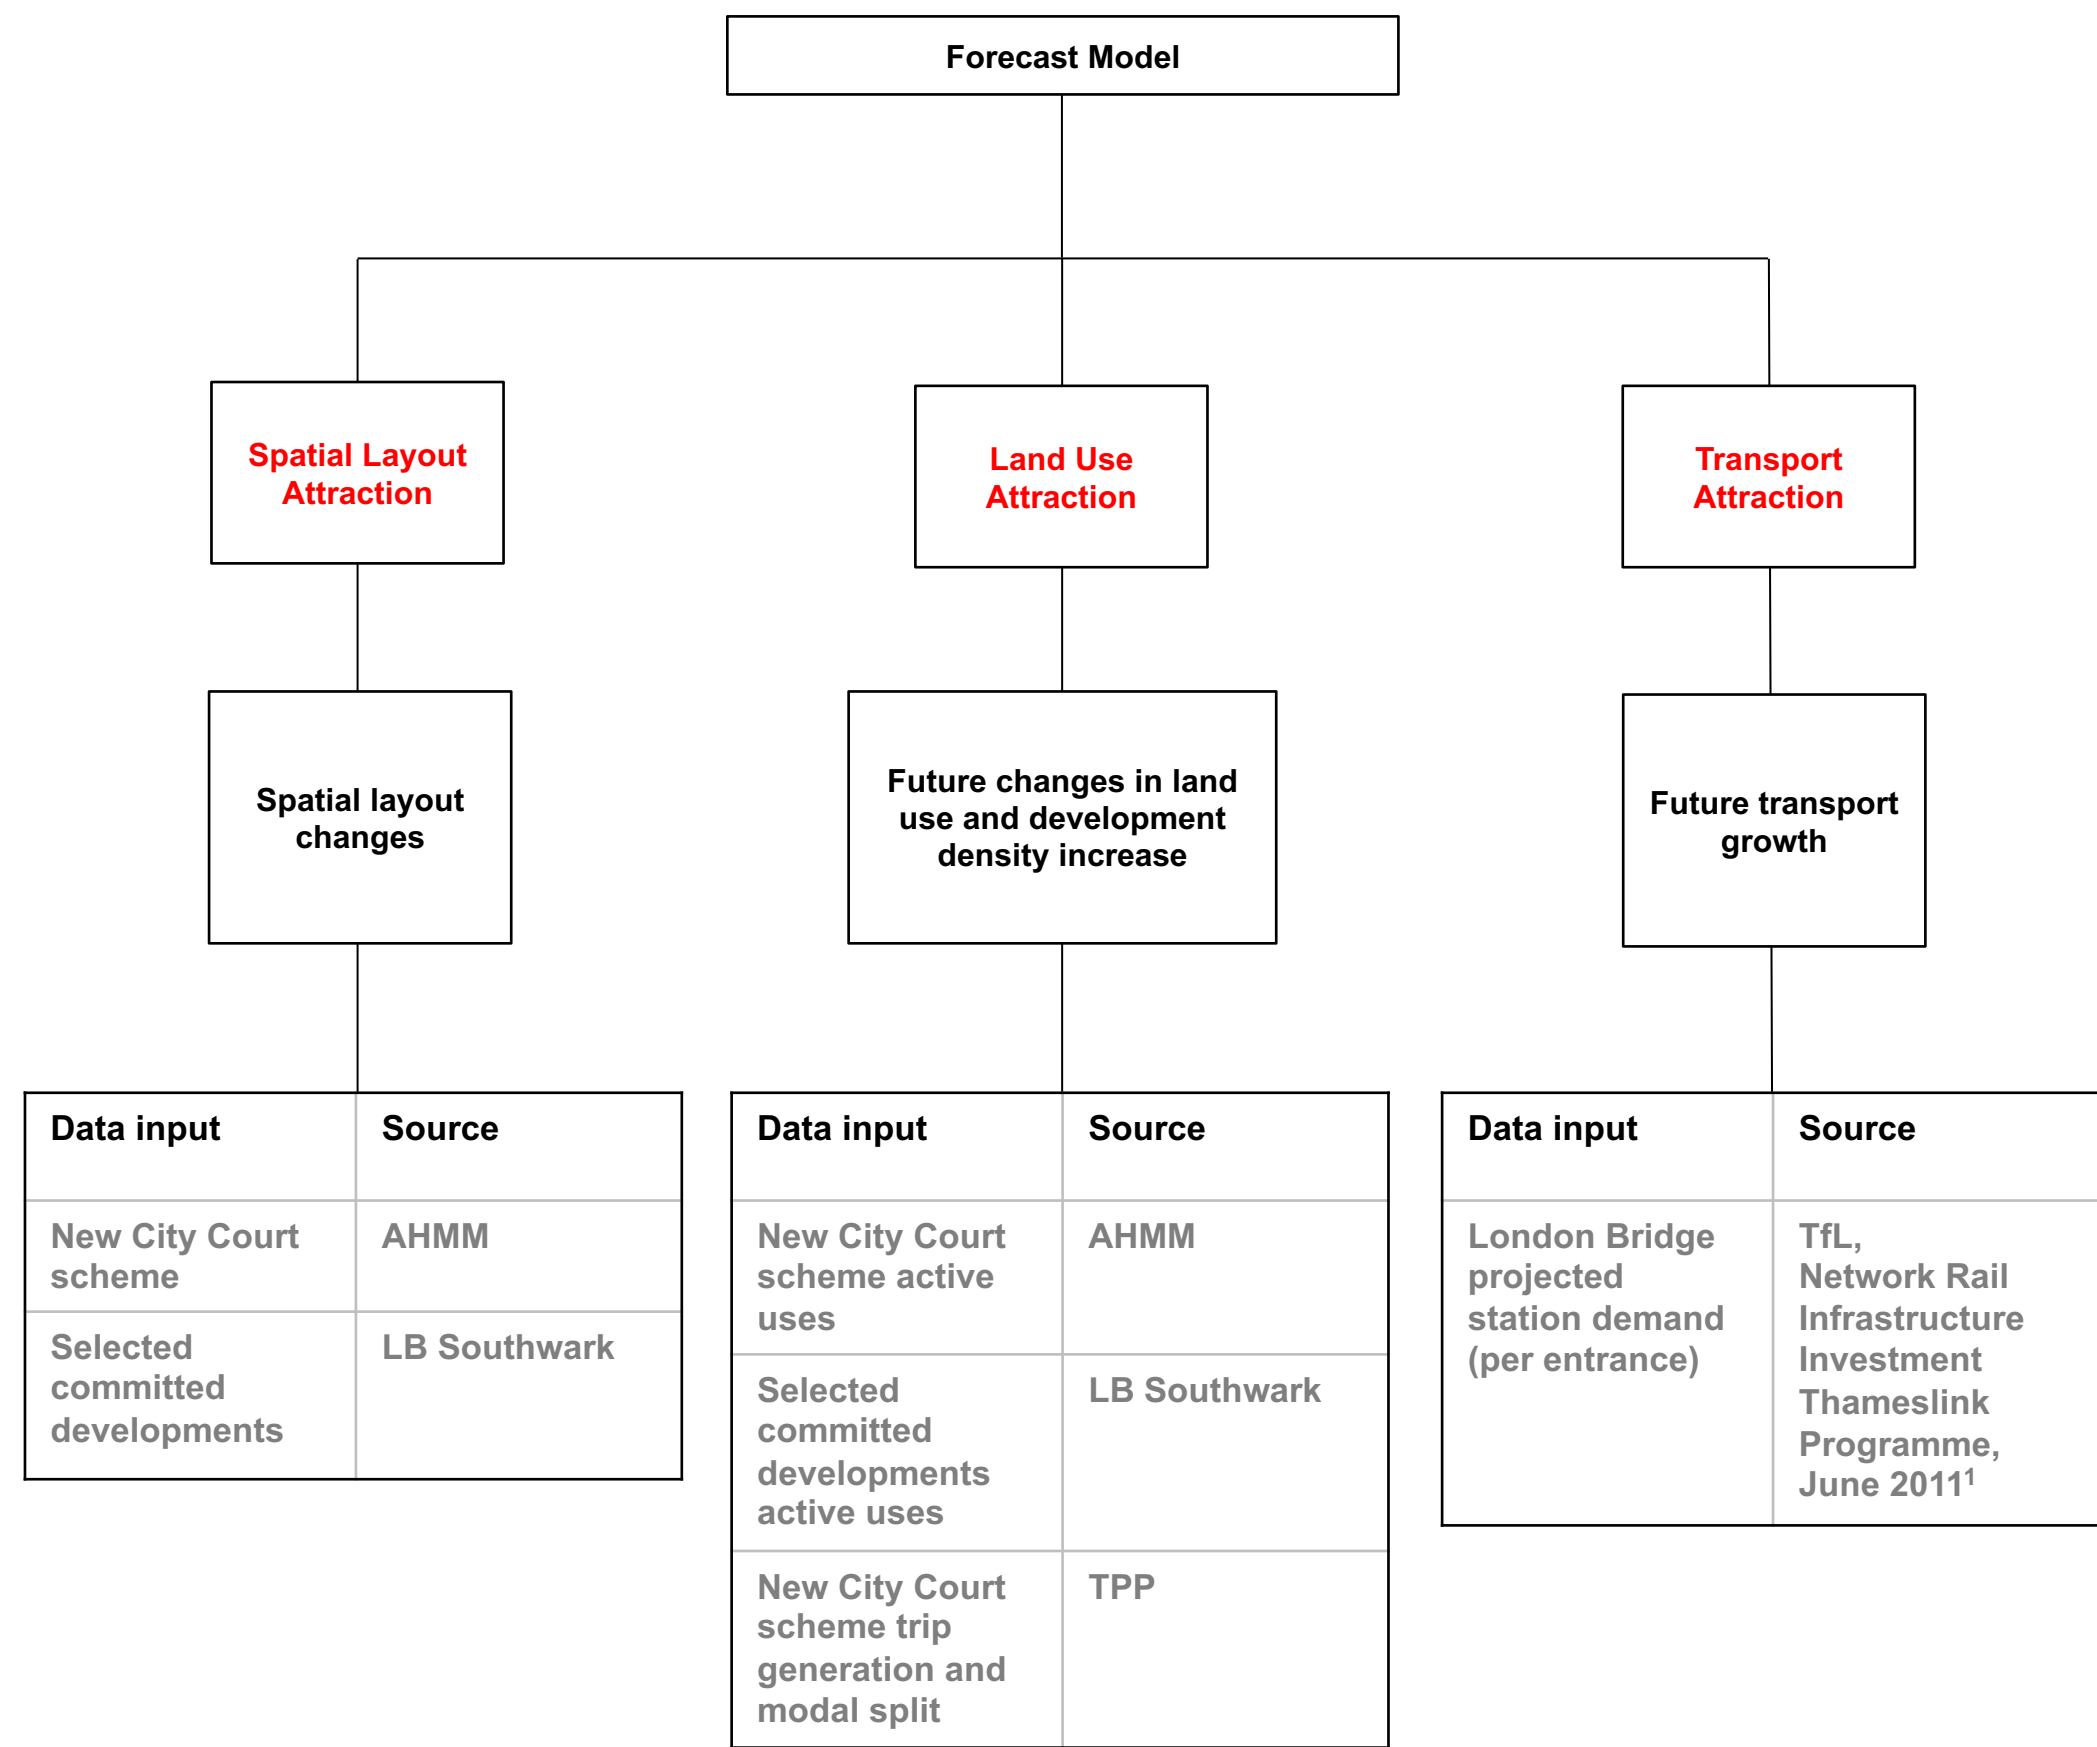 Forecast Model
Spatial Layout
Attraction
Land Use
Attraction
Transport
Attraction
Spatial layout
changes
Future changes in land
use and development
density increase
Future transport
growth
Data input
Source
New City Court
scheme
AHMM
Selected
committed
developments
LB Southwark
Data input
Source
New City Court
scheme active
uses
AHMM
Selected
committed
developments
active uses
LB Southwark
New City Court
scheme trip
generation and
modal split
TPP
Data input
Source
London Bridge
projected
station demand
(per entrance)
TfL,
Network Rail
Infrastructure
Investment
Thameslink
Programme,
June 2011¹